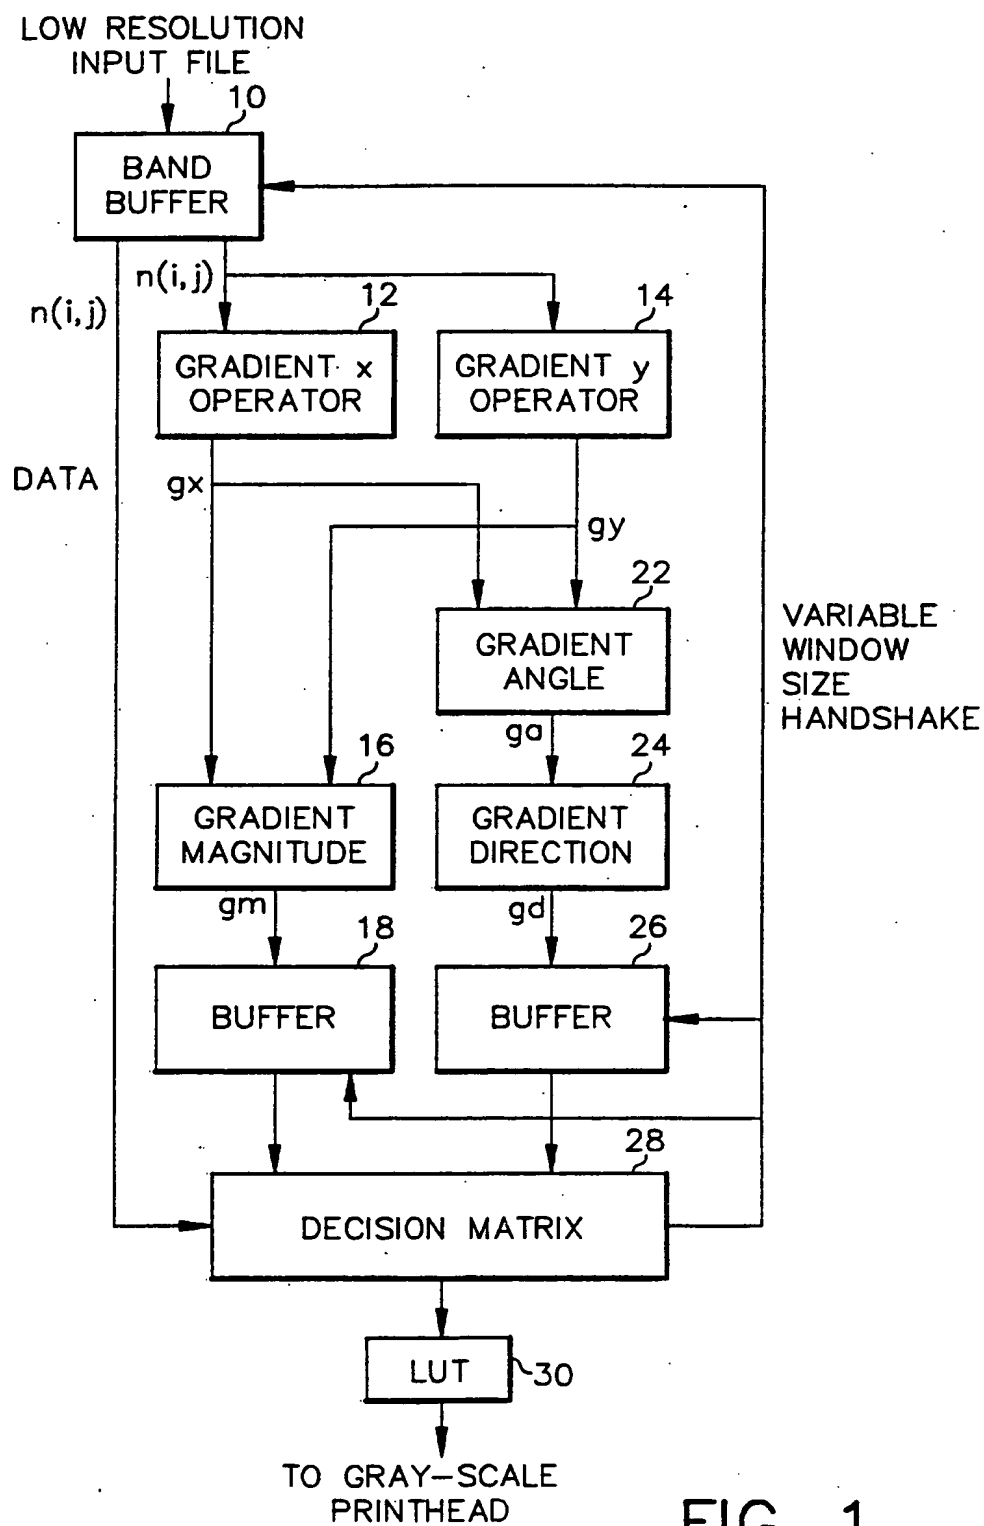 LOW RESOLUTION
INPUT FILE
10
BAND
BUFFER
n(i,j)
n(i,j)
12
14
GRADIENT x
OPERATOR
GRADIENT y
OPERATOR
DATA
gx
gy
22
GRADIENT
ANGLE
VARIABLE
WINDOW
SIZE
HANDSHAKE
ga
16
24
GRADIENT
MAGNITUDE
GRADIENT
DIRECTION
gm
gd
18
26
BUFFER
BUFFER
28
DECISION MATRIX
LUT
30
TO GRAY-SCALE
PRINTHEAD
FIG. 1